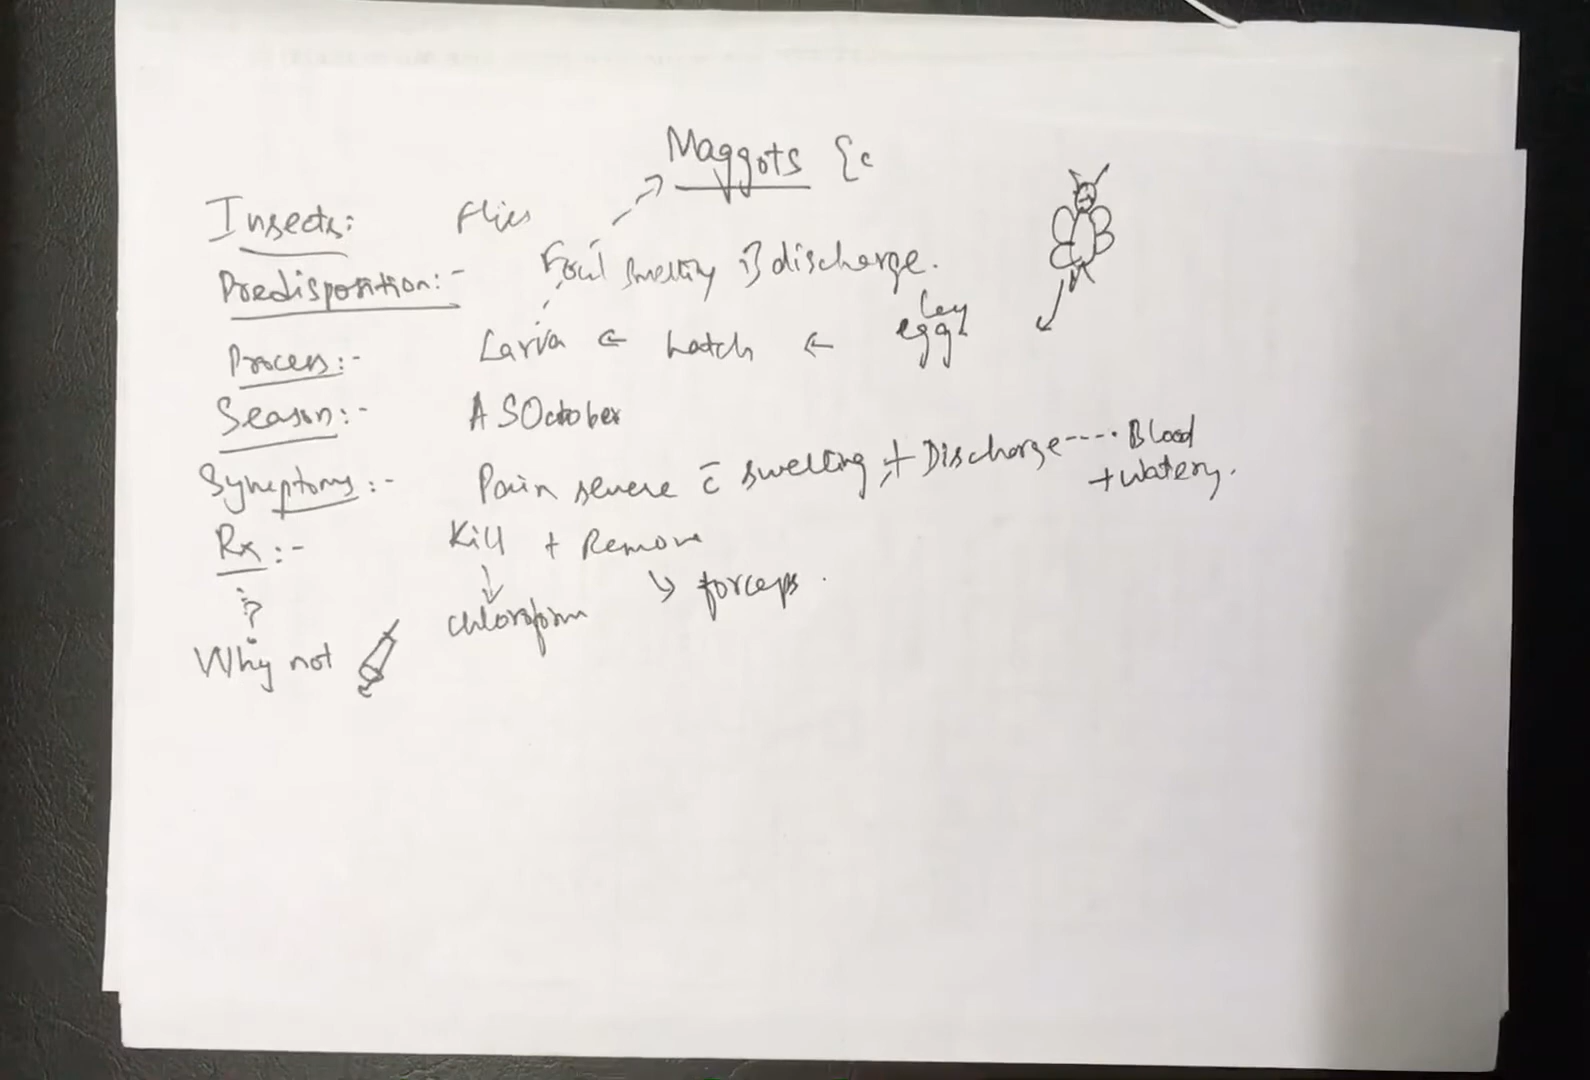 Maggots {c
Insects: Flies
Predisposition:- Foul smelling discharge.
lay
Process:- Larva ← hatch ← eggs
Season:- ASOctober
Symptoms:- Pain severe c̄ swelling + Discharge----. Blood
+ watery.
Rx:- Kill + Remove
↓ ↳ forceps.
? chloroform
Why not